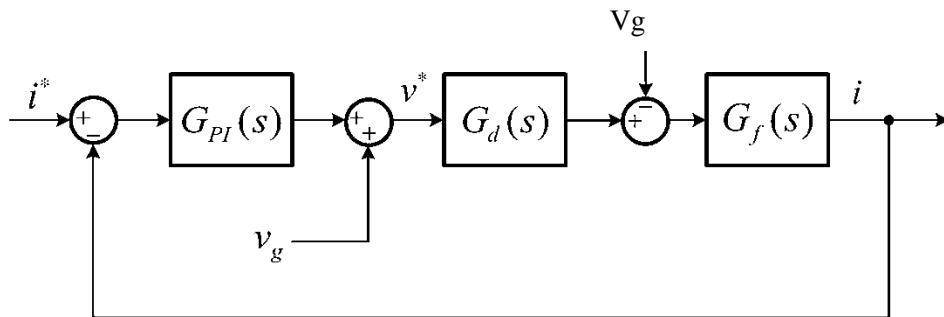 Vg
i*
+
−
G_PI(s)
+
+
v*
G_d(s)
−
+
G_f(s)
i
v_g